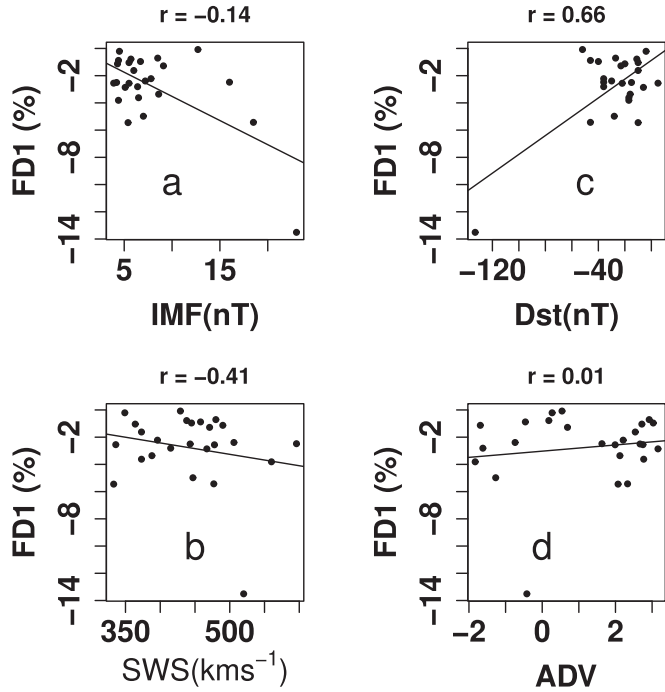 r = −0.14
FD1 (%)
−2
−8
−14
a
5
15
IMF(nT)
r = 0.66
FD1 (%)
−2
−8
−14
c
−120
−40
Dst(nT)
r = −0.41
FD1 (%)
−2
−8
−14
b
350
500
SWS(kms⁻¹)
r = 0.01
FD1 (%)
−2
−8
−14
d
−2
0
2
ADV